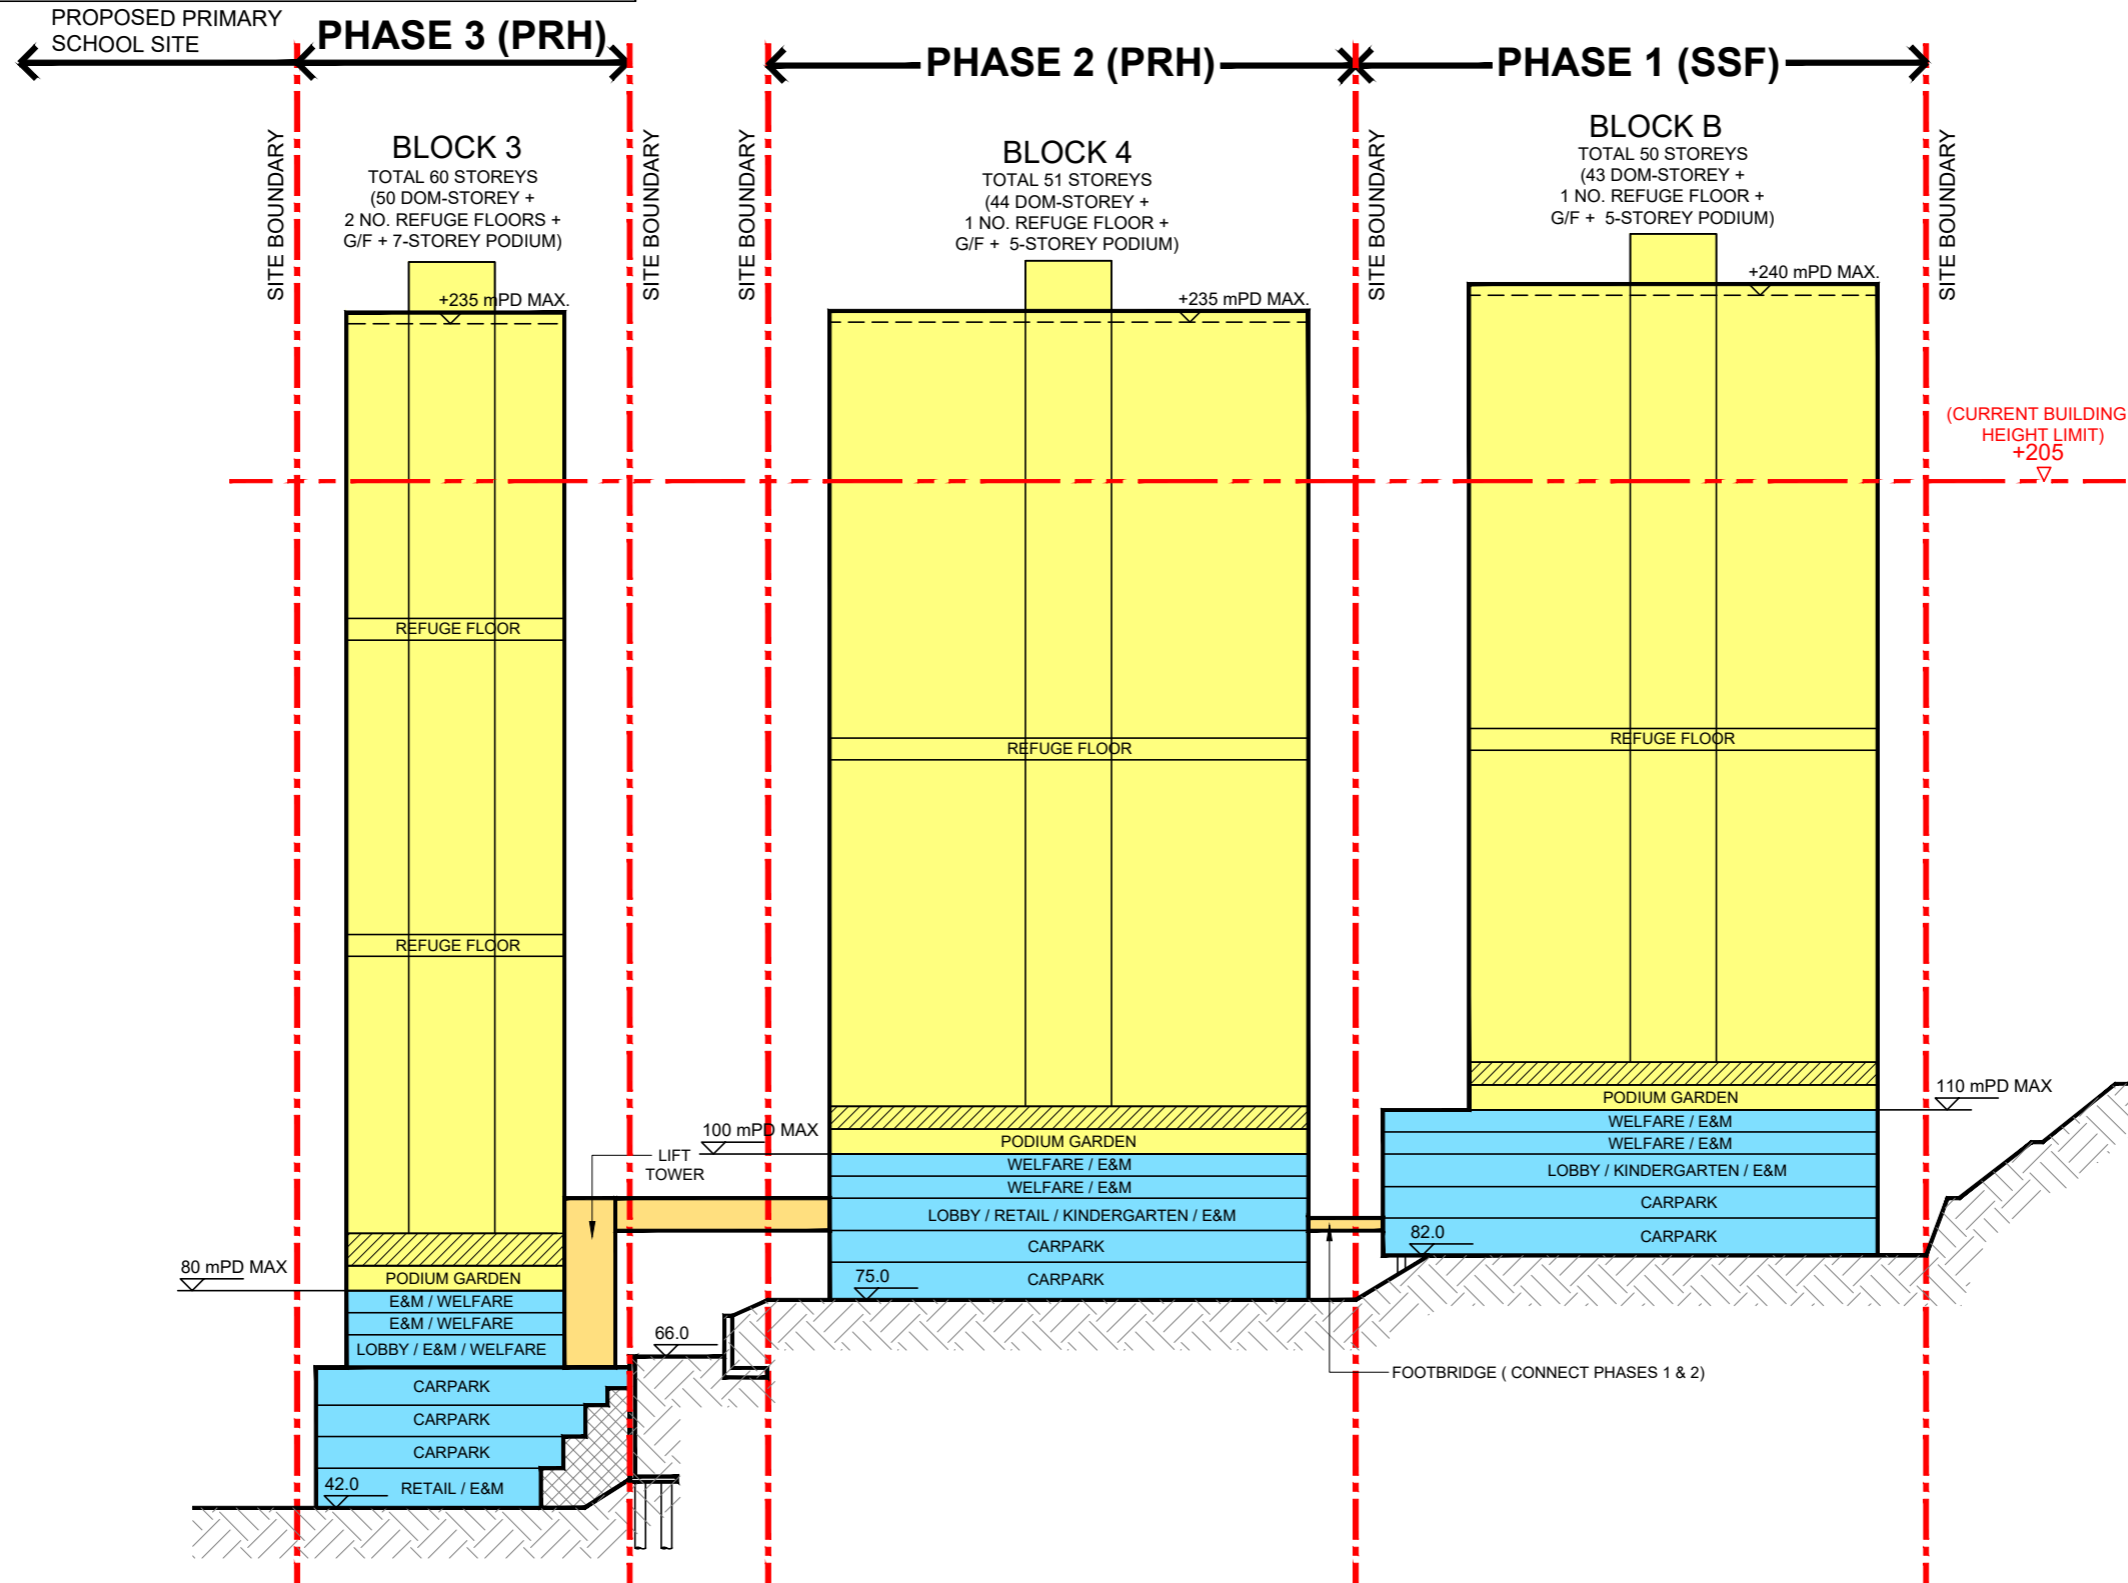 PROPOSED PRIMARY
SCHOOL SITE
PHASE 3 (PRH)
PHASE 2 (PRH)
PHASE 1 (SSF)
SITE BOUNDARY
BLOCK 3
TOTAL 60 STOREYS
(50 DOM-STOREY +
2 NO. REFUGE FLOORS +
G/F + 7-STOREY PODIUM)
SITE BOUNDARY
SITE BOUNDARY
BLOCK 4
TOTAL 51 STOREYS
(44 DOM-STOREY +
1 NO. REFUGE FLOOR +
G/F + 5-STOREY PODIUM)
SITE BOUNDARY
BLOCK B
TOTAL 50 STOREYS
(43 DOM-STOREY +
1 NO. REFUGE FLOOR +
G/F + 5-STOREY PODIUM)
SITE BOUNDARY
+235 mPD MAX.
+235 mPD MAX.
+240 mPD MAX.
(CURRENT BUILDING
HEIGHT LIMIT)
+205
REFUGE FLOOR
REFUGE FLOOR
REFUGE FLOOR
REFUGE FLOOR
110 mPD MAX
PODIUM GARDEN
WELFARE / E&M
WELFARE / E&M
LOBBY / KINDERGARTEN / E&M
CARPARK
82.0
CARPARK
100 mPD MAX
PODIUM GARDEN
WELFARE / E&M
WELFARE / E&M
LOBBY / RETAIL / KINDERGARTEN / E&M
CARPARK
75.0
CARPARK
LIFT
TOWER
80 mPD MAX
PODIUM GARDEN
E&M / WELFARE
E&M / WELFARE
LOBBY / E&M / WELFARE
66.0
FOOTBRIDGE ( CONNECT PHASES 1 & 2)
CARPARK
CARPARK
CARPARK
42.0
RETAIL / E&M